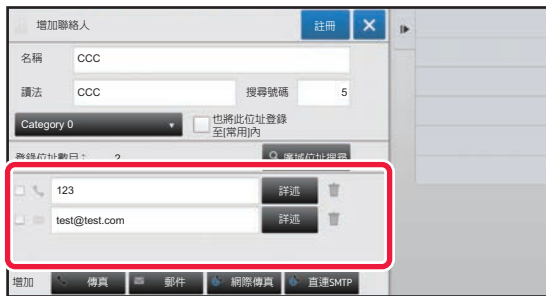 增加聯絡人 註冊
名稱 CCC
讀法 CCC 搜尋號碼 5
Category 0 也將此位址登錄
至[常用]內
登錄位址數目： 2 廣域位址搜尋
123 詳述
test@test.com 詳述
增加 傳真 郵件 網際傳真 直連SMTP